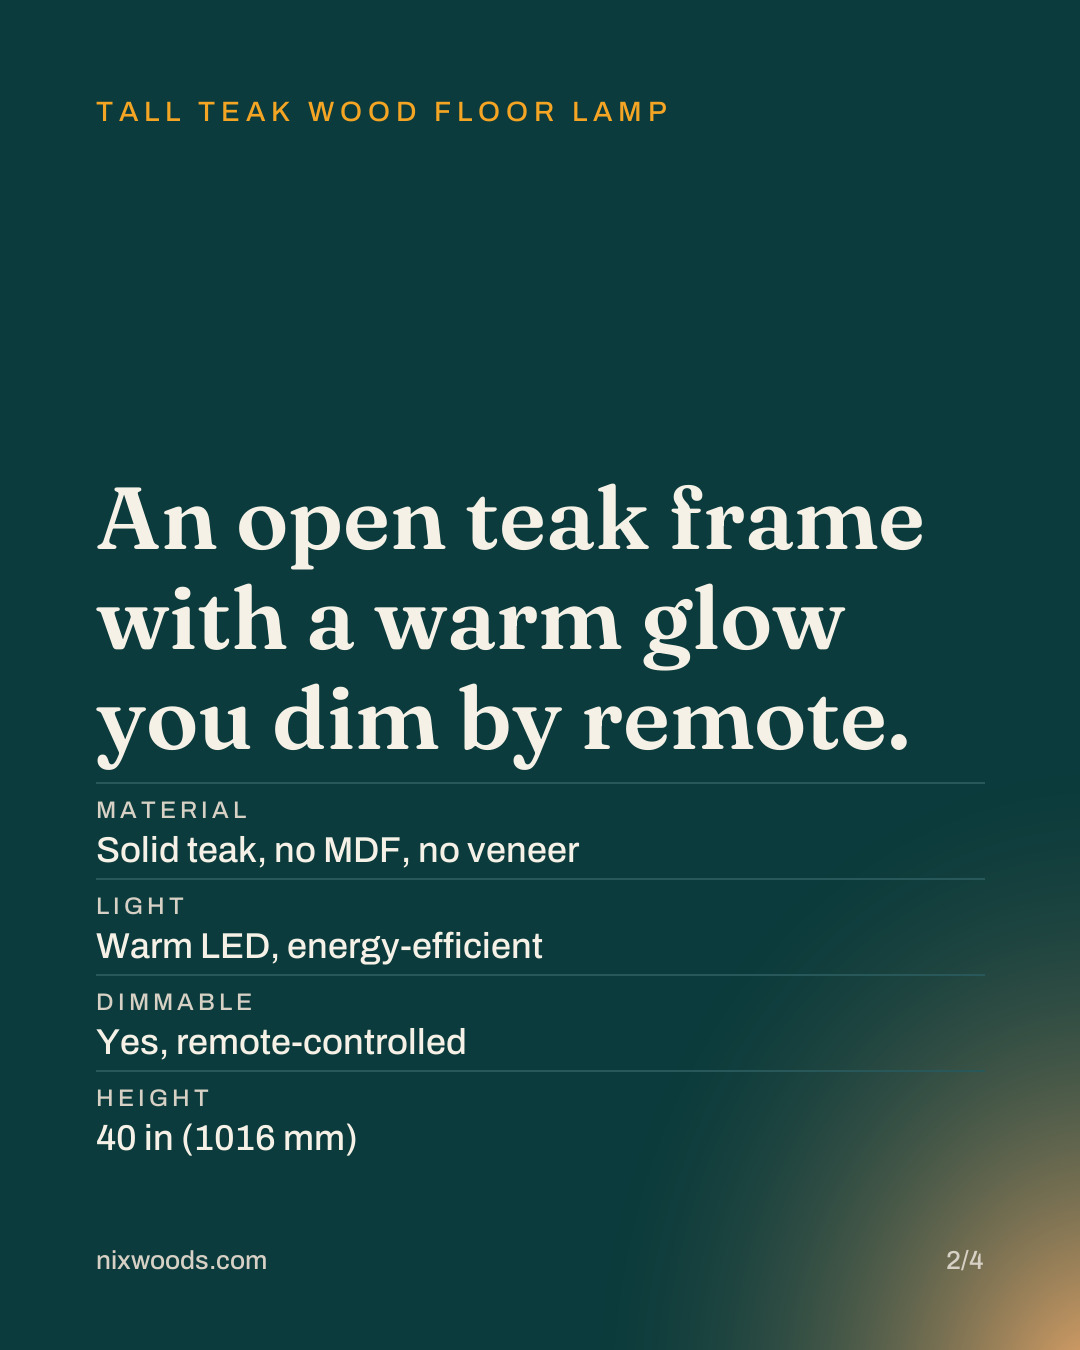 TALL TEAK WOOD FLOOR LAMP
An open teak frame
with a warm glow
you dim by remote.
MATERIAL
Solid teak, no MDF, no veneer
LIGHT
Warm LED, energy-efficient
DIMMABLE
Yes, remote-controlled
HEIGHT
40 in (1016 mm)
nixwoods.com
2/4